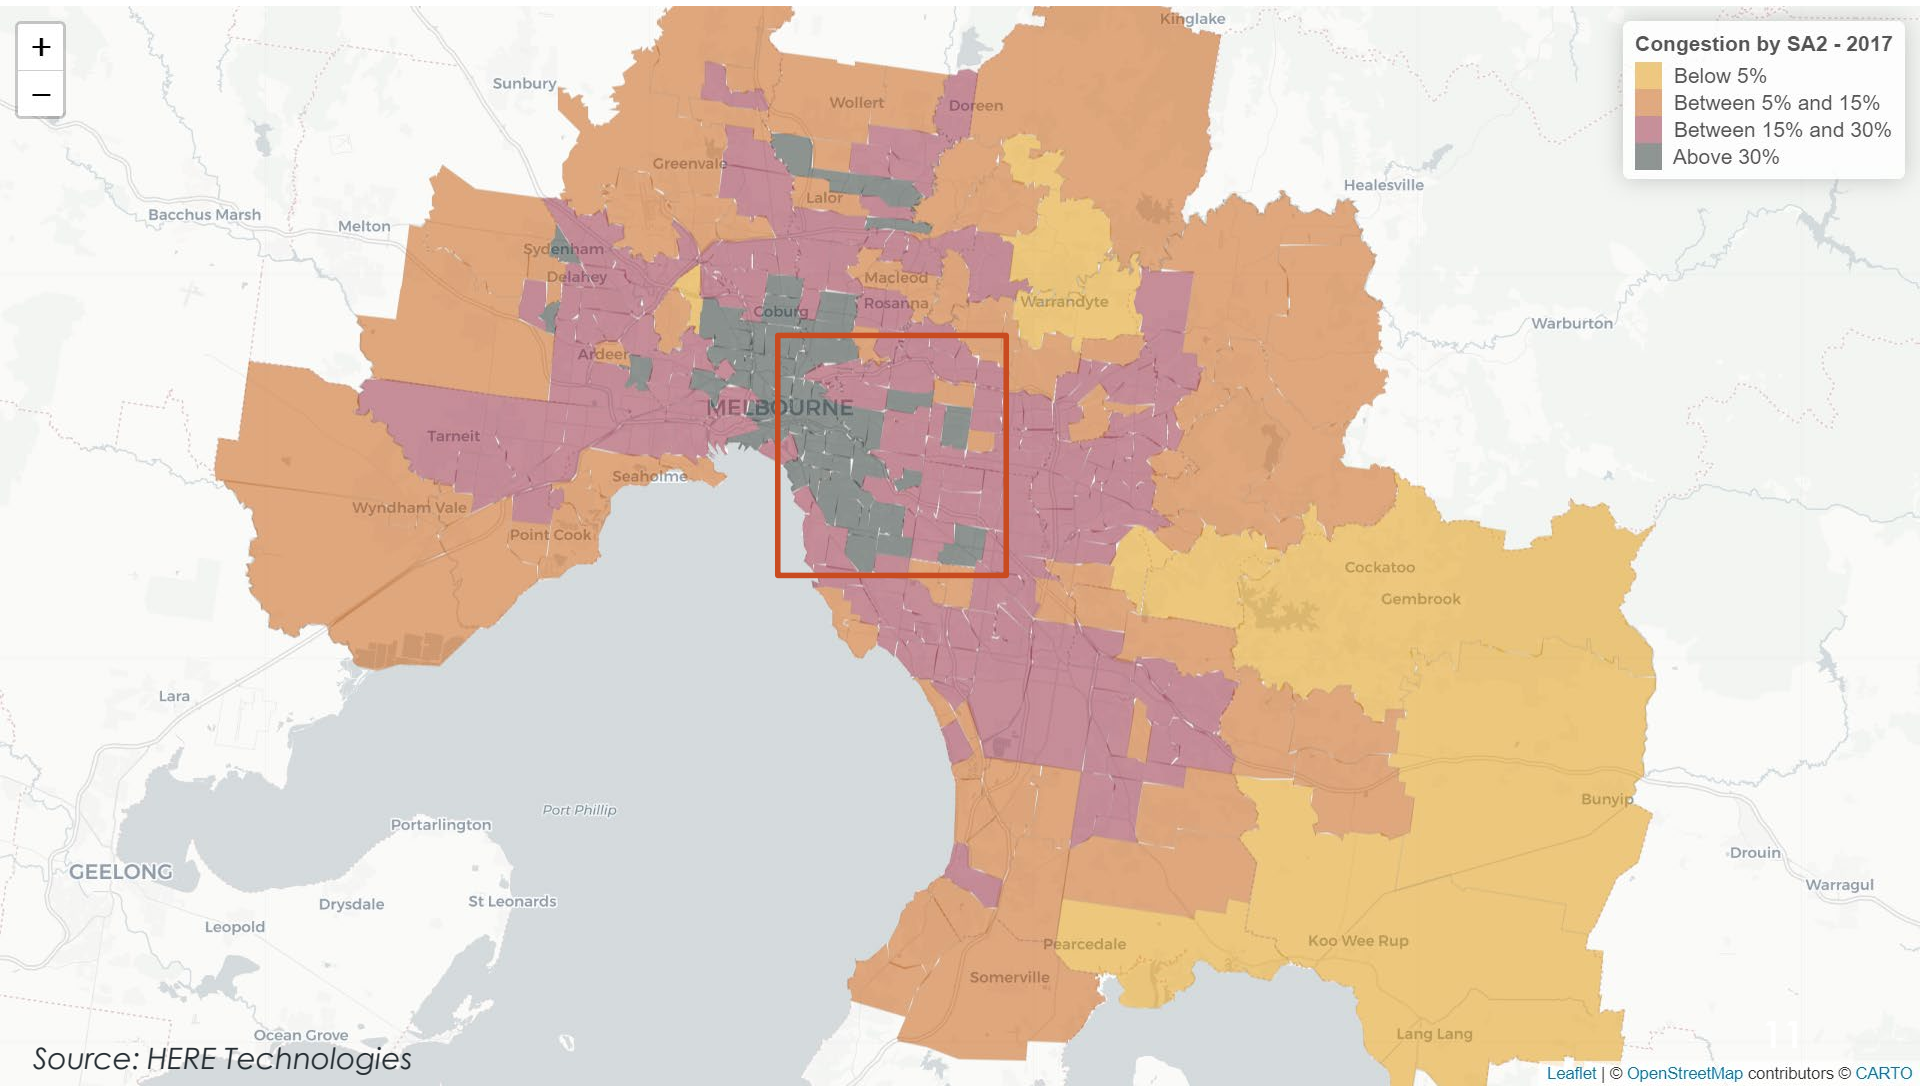 +
−
Congestion by SA2 - 2017
Below 5%
Between 5% and 15%
Between 15% and 30%
Above 30%
Kinglake
Sunbury
Wollert
Doreen
Greenvale
Healesville
Lalor
Bacchus Marsh
Melton
Sydenham
Delahey
Macleod
Rosanna
Warrandyte
Coburg
Warburton
Ardeer
MELBOURNE
Tarneit
Seaholme
Wyndham Vale
Point Cook
Cockatoo
Gembrook
Lara
Port Phillip
Bunyip
Portarlington
Drouin
GEELONG
Warragul
Drysdale
St Leonards
Leopold
Koo Wee Rup
Pearcedale
Somerville
Ocean Grove
Lang Lang
11
Source: HERE Technologies
Leaflet | © OpenStreetMap contributors © CARTO